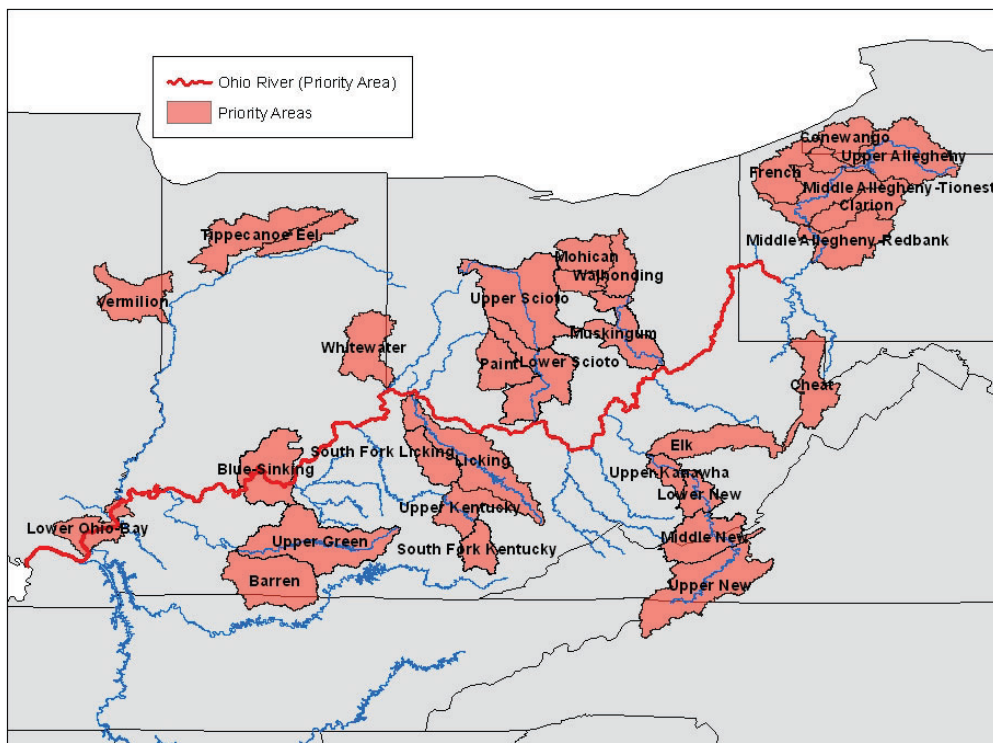 Ohio River (Priority Area)
Priority Areas
Conewango
Upper Allegheny
French
Middle Allegheny-Tionest
Clarion
Middle Allegheny-Redbank
Tippecanoe
Eel
Vermilion
Mohican
Walhonding
Upper Scioto
Muskingum
Whitewater
Paint
Lower Scioto
Cheat
Elk
South Fork Licking
Licking
Blue-Sinking
Upper Kanawha
Lower New
Upper Kentucky
Lower Ohio-Bay
Upper Green
Middle New
South Fork Kentucky
Barren
Upper New